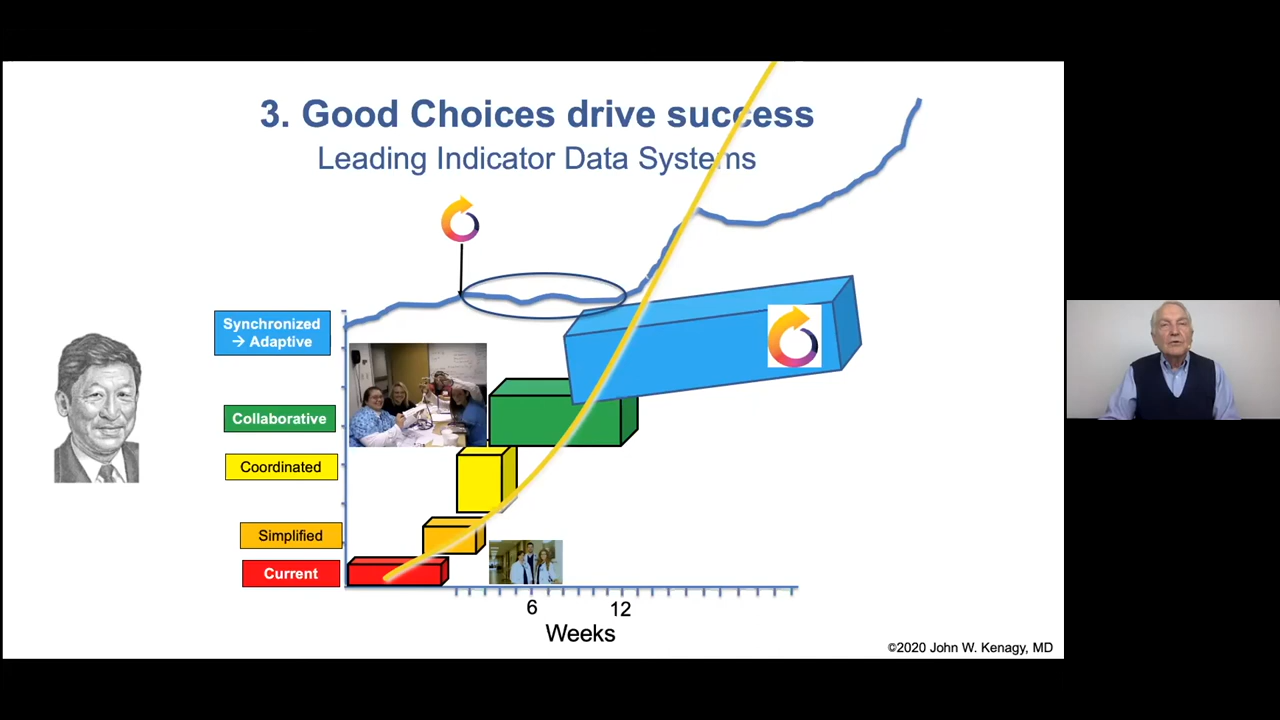 3. Good Choices drive success
Leading Indicator Data Systems
Synchronized
→ Adaptive
Collaborative
Coordinated
Simplified
Current
6
12
Weeks
©2020 John W. Kenagy, MD